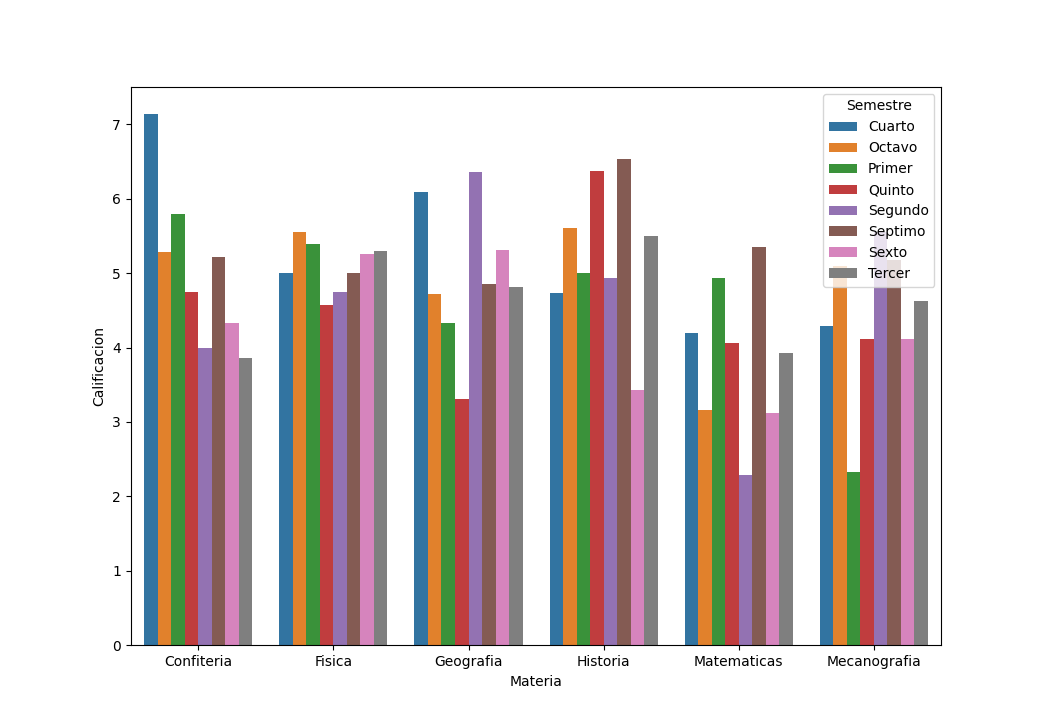 Semestre
Cuarto
Octavo
Primer
Quinto
Segundo
Septimo
Sexto
Tercer
Calificacion
7
6
5
4
3
2
1
0
Confiteria Fisica Geografia Historia Matematicas Mecanografia
Materia